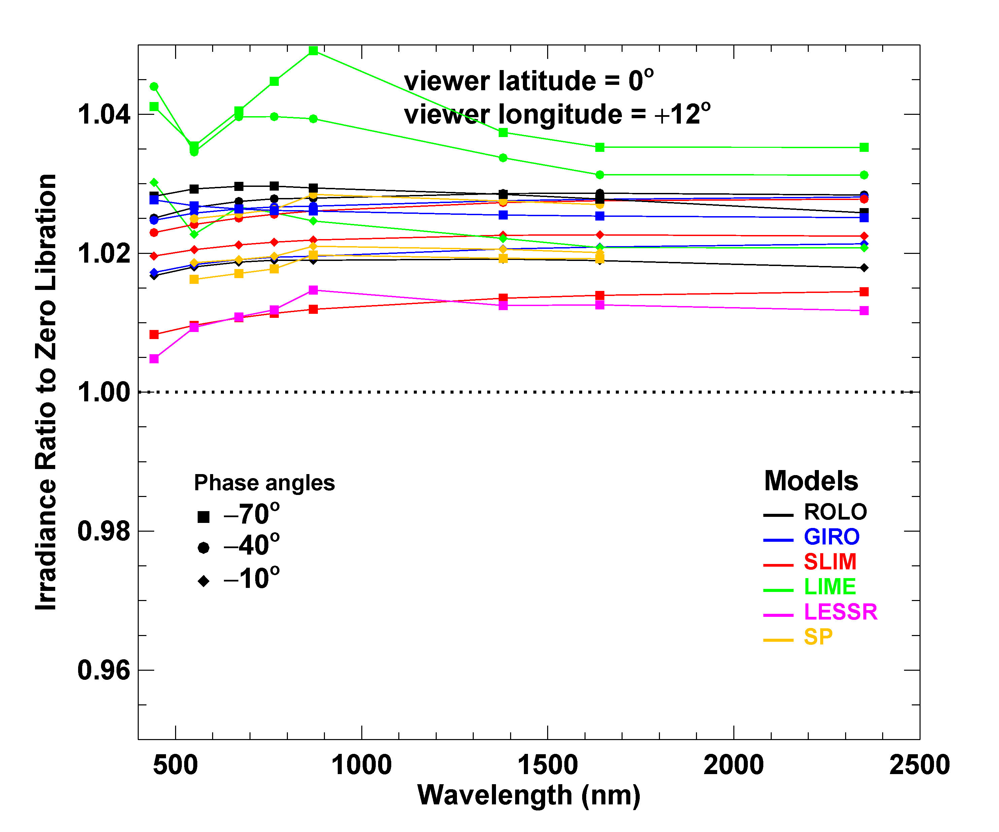 viewer latitude = 0°
viewer longitude = +12°
1.04
1.02
1.00
0.98
0.96
Irradiance Ratio to Zero Libration
Phase angles
−70°
−40°
−10°
Models
ROLO
GIRO
SLIM
LIME
LESSR
SP
500 1000 1500 2000 2500
Wavelength (nm)